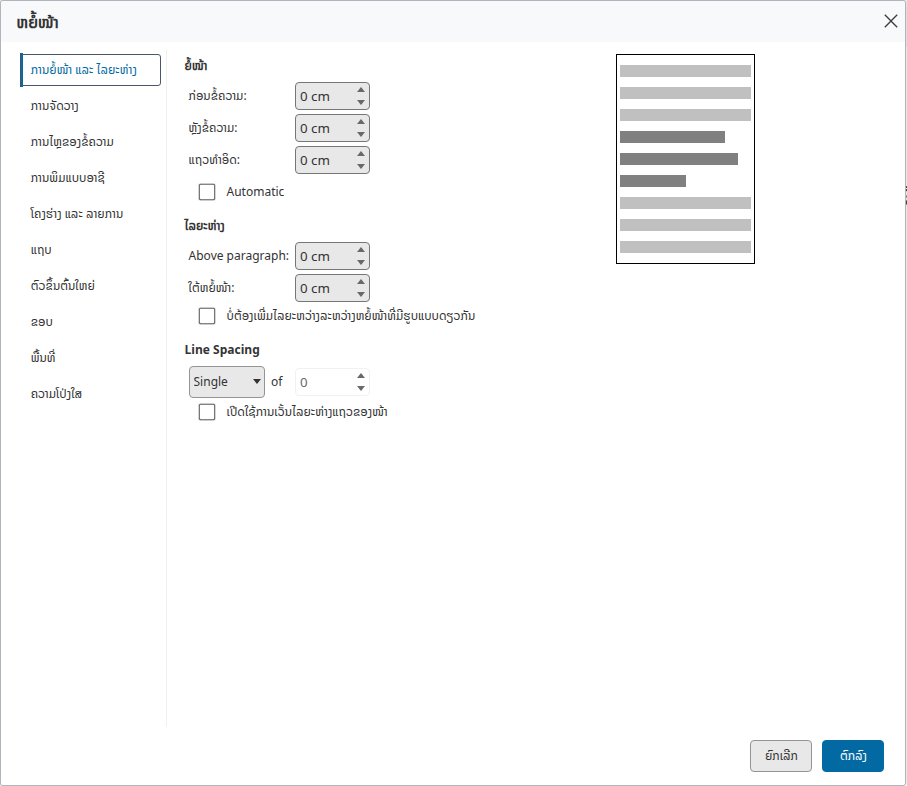 ຫຍໍ້ໜ້າ
ການຍໍ້ໜ້າ ແລະ ໄລຍະຫ່າງ
ການຈັດວາງ
ການໄຫຼຂອງຂໍ້ຄວາມ
ການພິມແບບອາຊີ
ໂຄງຮ່າງ ແລະ ລາຍການ
ແຖບ
ຕົວຂຶ້ນຕົ້ນໃຫຍ່
ຂອບ
ພື້ນທີ່
ຄວາມໂປ່ງໃສ
ຍໍ້ໜ້າ
ກ່ອນຂໍ້ຄວາມ: 0 cm
ຫຼັງຂໍ້ຄວາມ: 0 cm
ແຖວທຳອິດ: 0 cm
Automatic
ໄລຍະຫ່າງ
Above paragraph: 0 cm
ໃຕ້ຫຍໍ້ໜ້າ: 0 cm
ບໍ່ຕ້ອງເພີ່ມໄລຍະຫວ່າງລະຫວ່າງຫຍໍ້ໜ້າທີ່ມີຮູບແບບດຽວກັນ
Line Spacing
Single of 0
ເປີດໃຊ້ການເວັ້ນໄລຍະຫ່າງແຖວຂອງໜ້າ
ຍົກເລີກ ຕົກລົງ